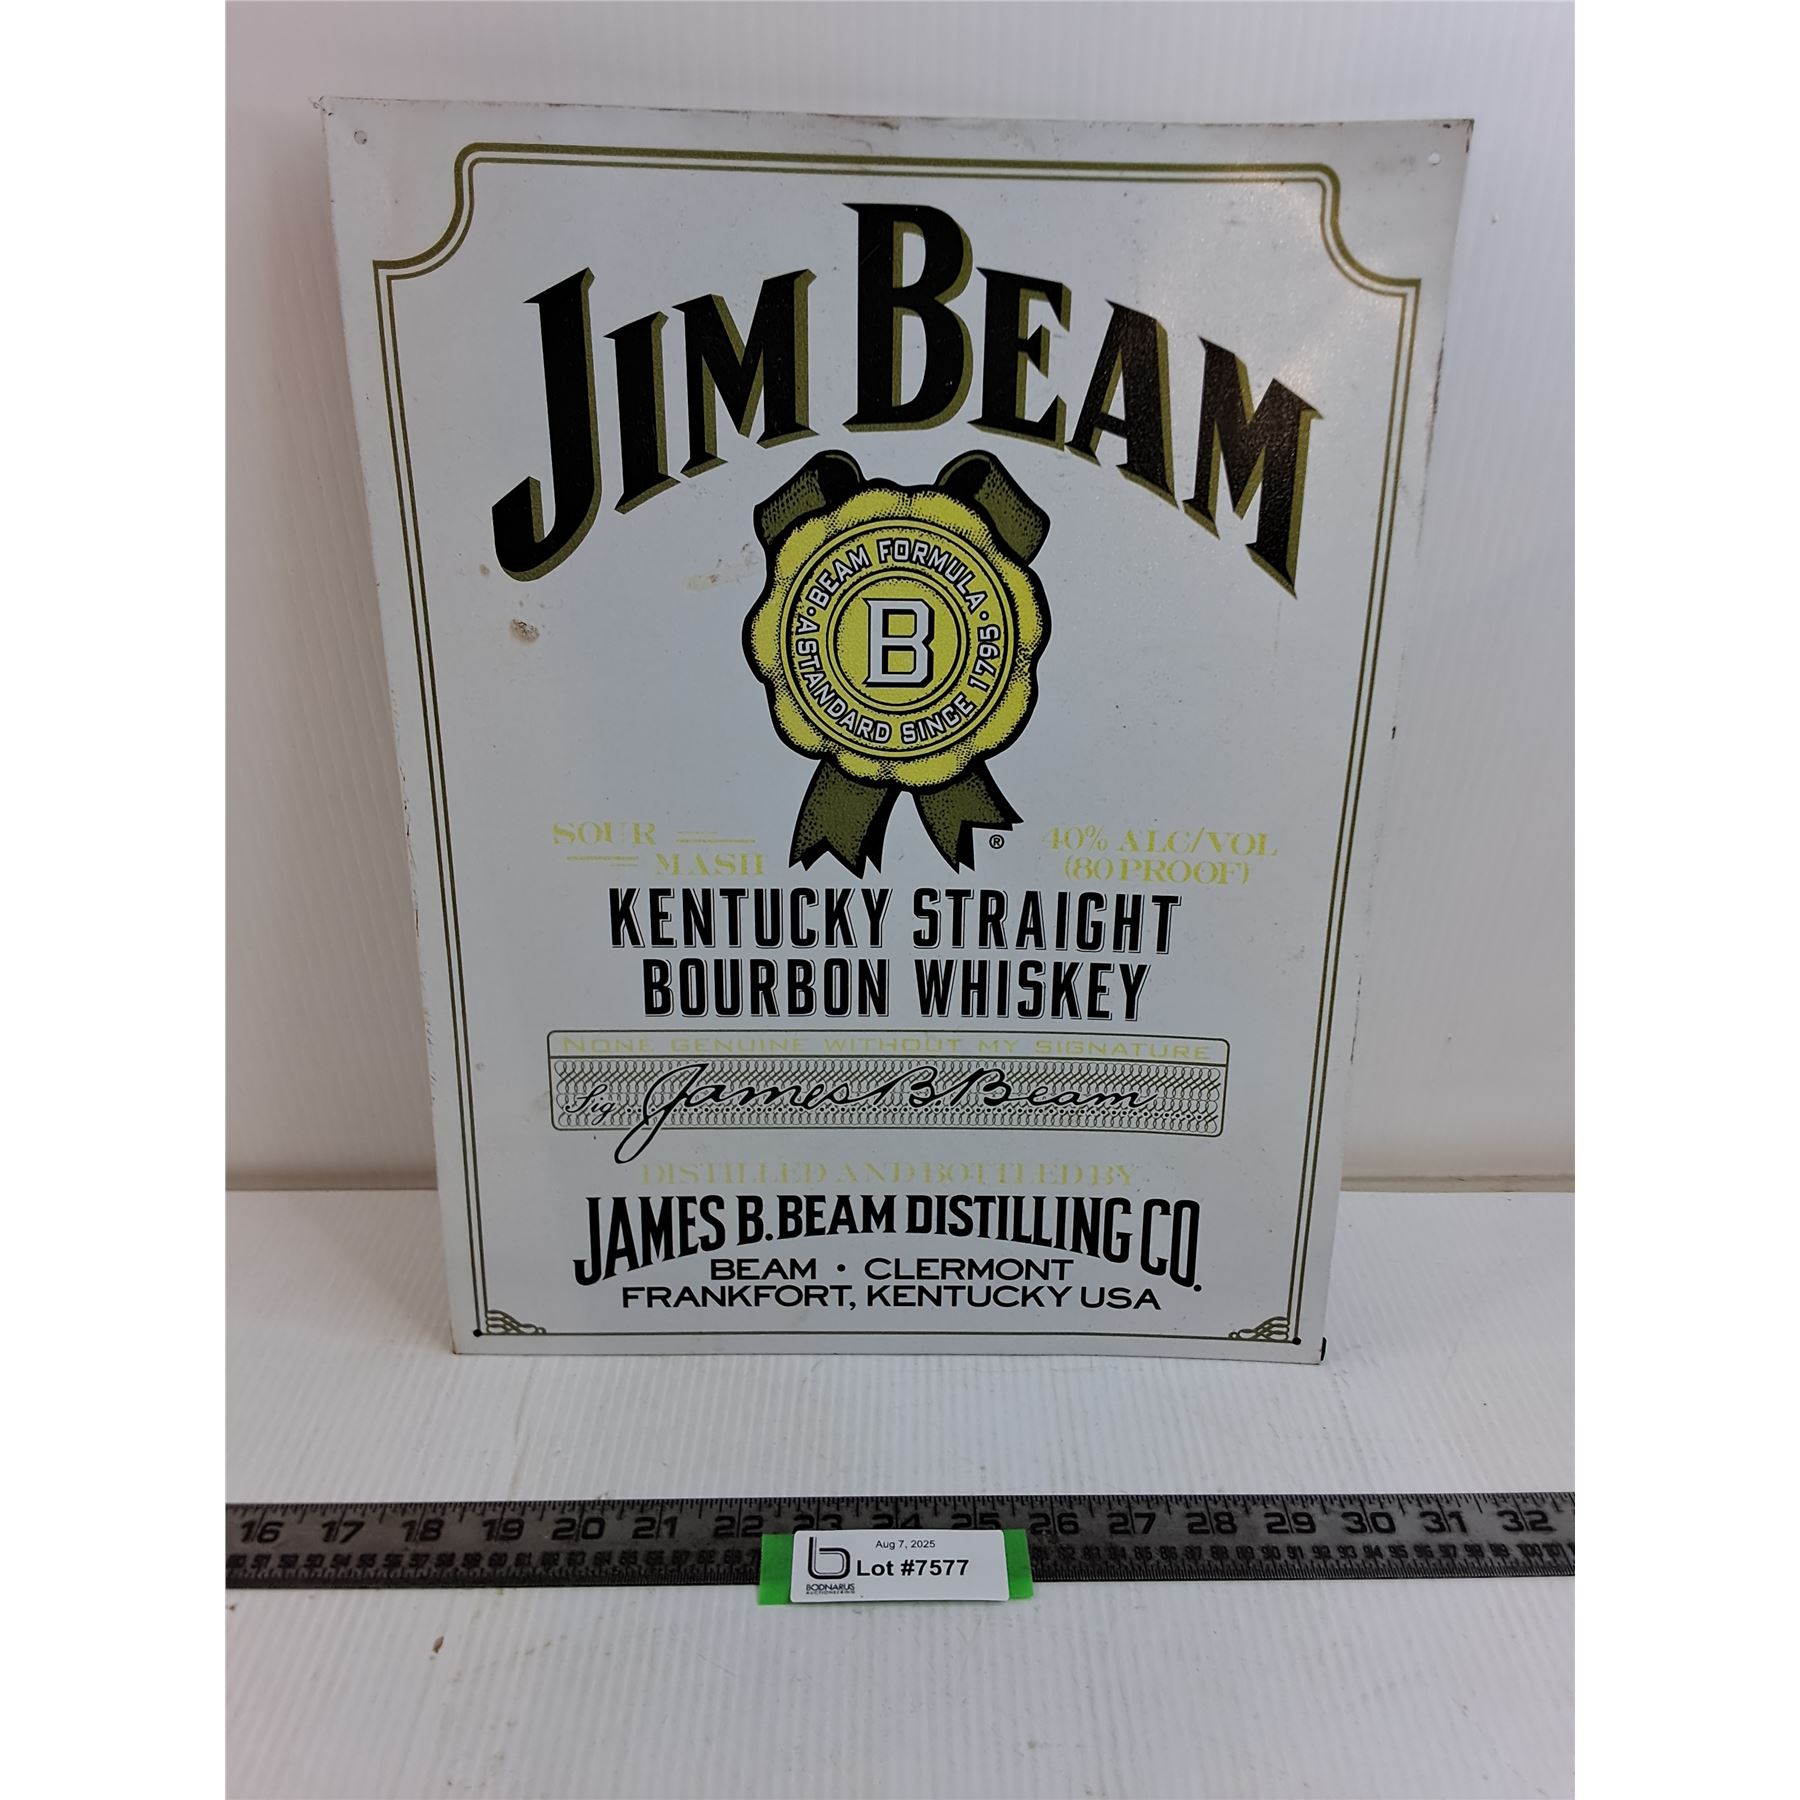 JIM BEAM
BEAM FORMULA
B
A STANDARD SINCE 1795
®
SOUR
MASH
40% ALC/VOL
(80 PROOF)
KENTUCKY STRAIGHT
BOURBON WHISKEY
NONE GENUINE WITHOUT MY SIGNATURE
Sig. James B. Beam
DISTILLED AND BOTTLED BY
JAMES B. BEAM DISTILLING CO.
BEAM · CLERMONT
FRANKFORT, KENTUCKY USA
16 17 18 19 20 21 22 23 24 25 26 27 28 29 30 31 32
Aug 7, 2025
Lot #7577
BODNARUS
AUCTIONEERING